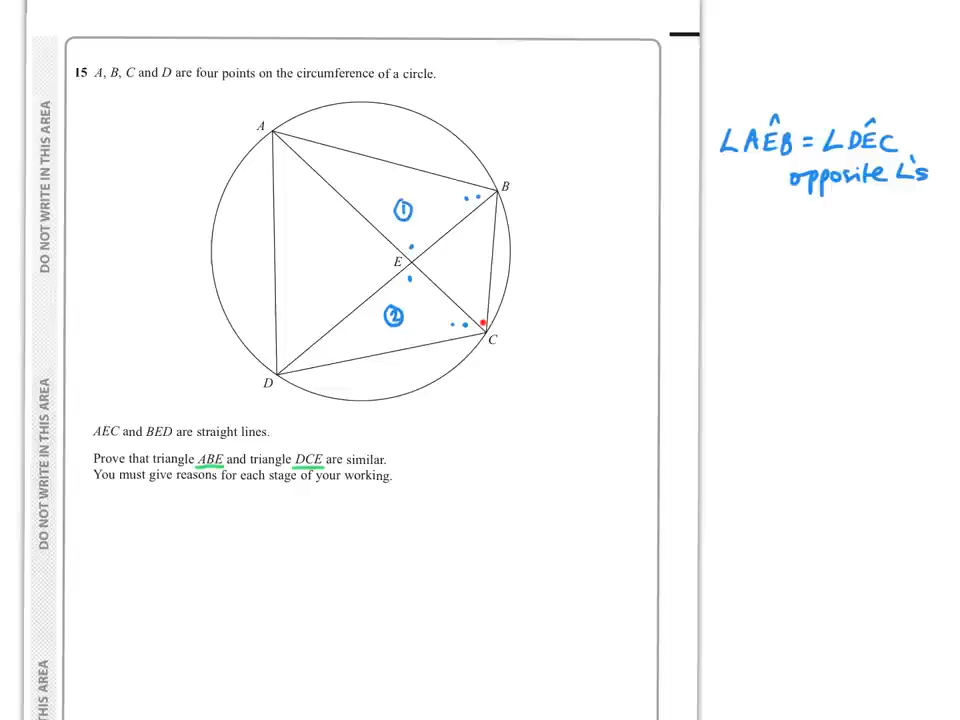 15 A, B, C and D are four points on the circumference of a circle.
A
B
E
C
D
①
②
∠AÊB = ∠DÊC
opposite ∠'s
AEC and BED are straight lines.
Prove that triangle ABE and triangle DCE are similar.
You must give reasons for each stage of your working.
DO NOT WRITE IN THIS AREA
DO NOT WRITE IN THIS AREA
THIS AREA